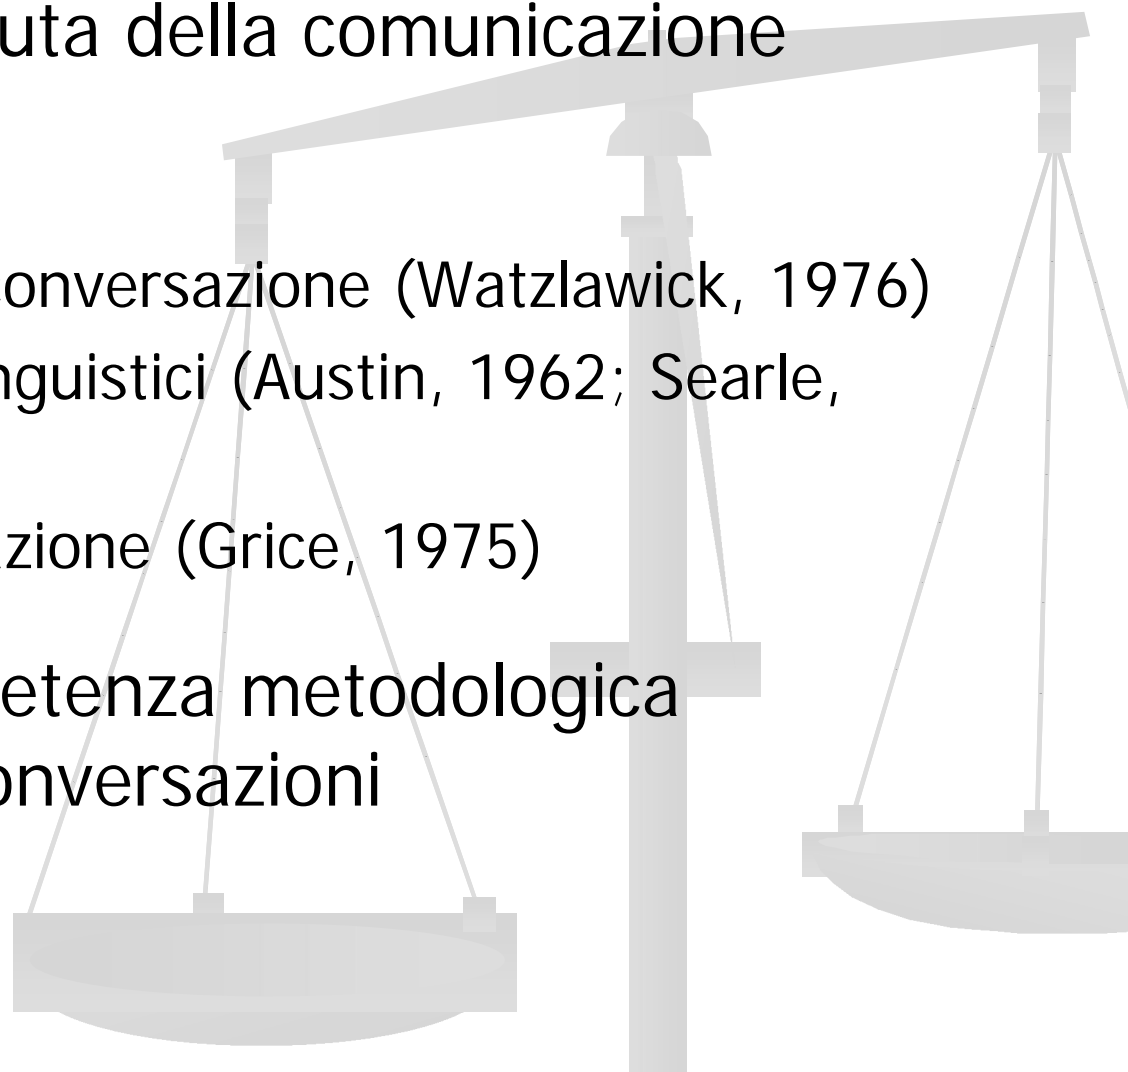 uta della comunicazione
onversazione (Watzlawick, 1976)
nguistici (Austin, 1962; Searle,
zione (Grice, 1975)
etenza metodologica
onversazioni